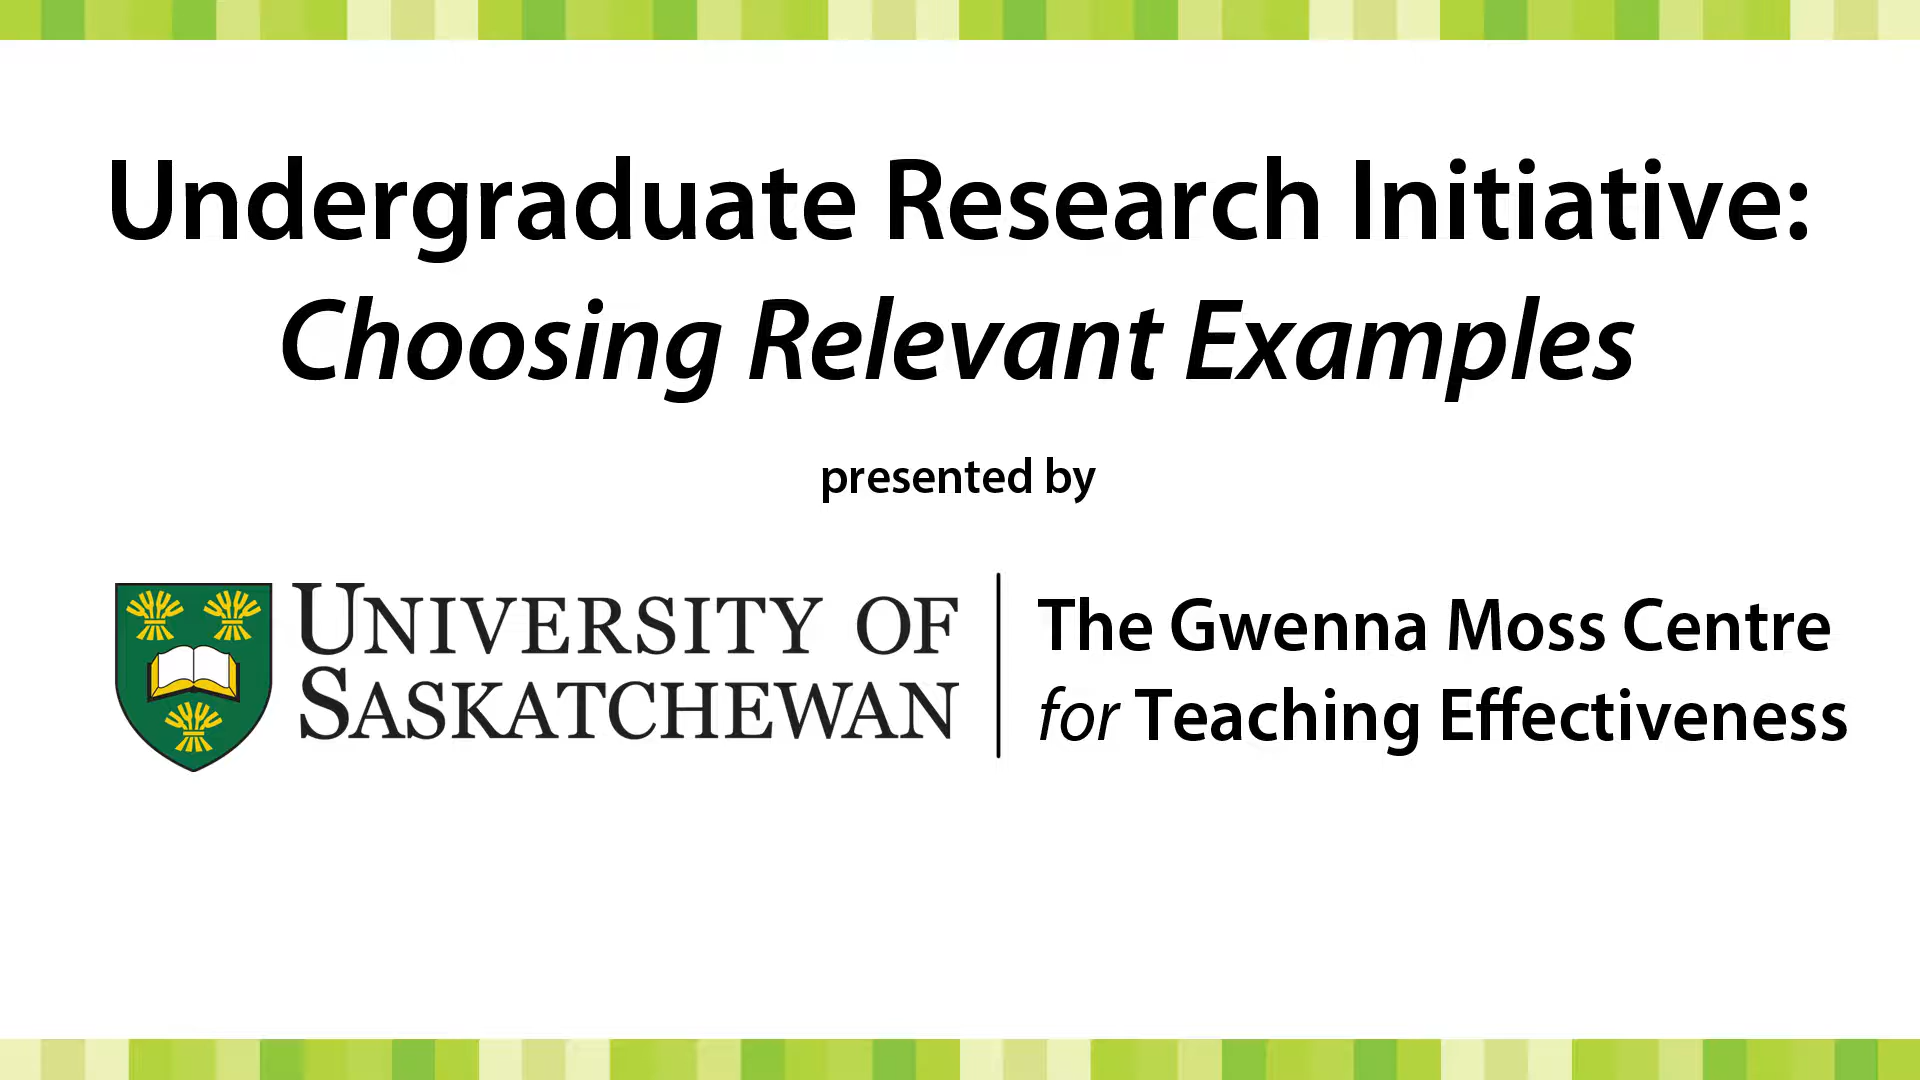 Undergraduate Research Initiative:
Choosing Relevant Examples
presented by
UNIVERSITY OF
SASKATCHEWAN
The Gwenna Moss Centre
for Teaching Effectiveness